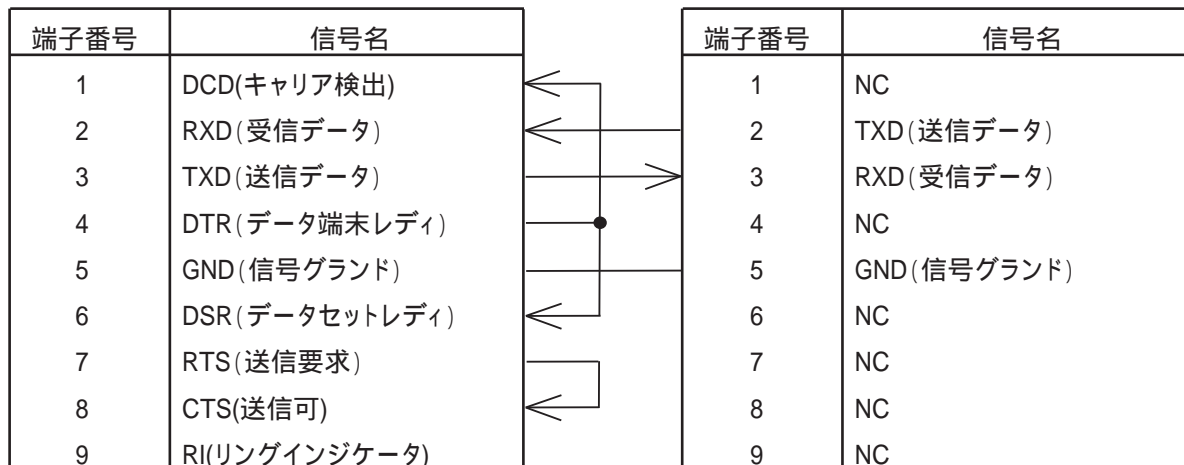 端子番号 信号名 端子番号 信号名
1 DCD(キャリア検出) 1 NC
2 RXD(受信データ) 2 TXD(送信データ)
3 TXD(送信データ) 3 RXD(受信データ)
4 DTR(データ端末レディ) 4 NC
5 GND(信号グランド) 5 GND(信号グランド)
6 DSR(データセットレディ) 6 NC
7 RTS(送信要求) 7 NC
8 CTS(送信可) 8 NC
9 RI(リングインジケータ) 9 NC